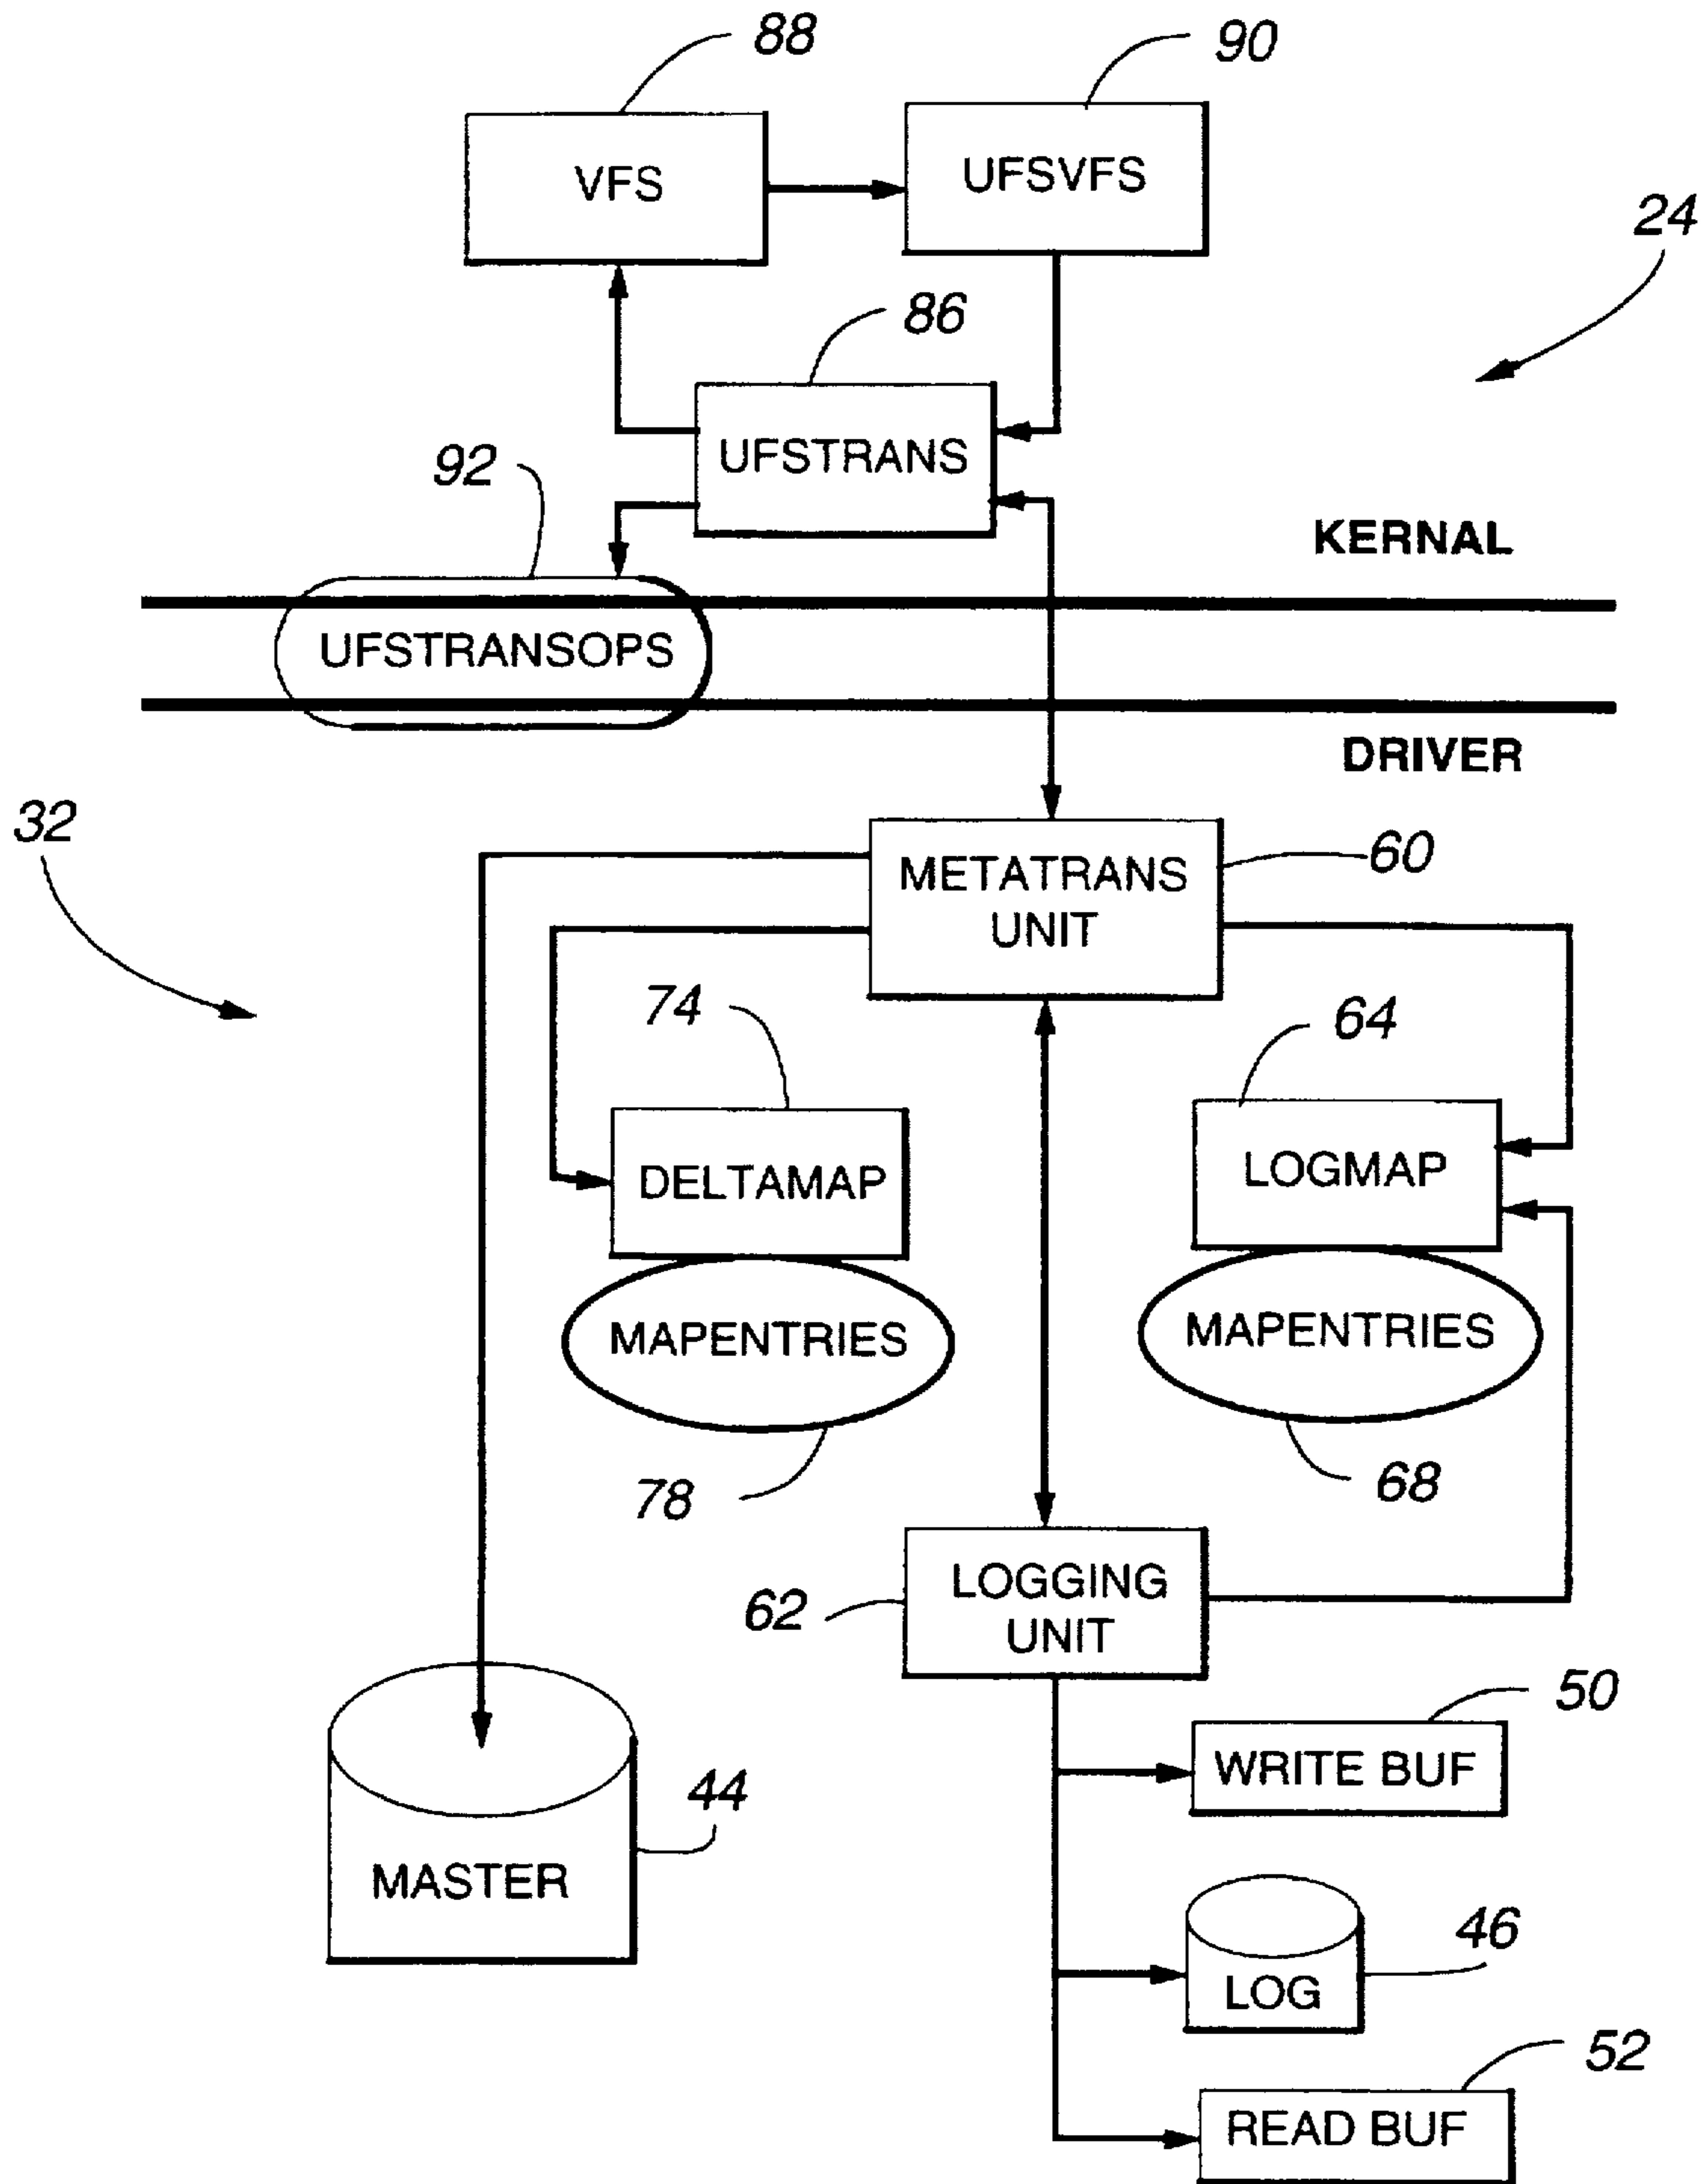 88
90
VFS
UFSVFS
24
86
UFSTRANS
92
KERNAL
UFSTRANSOPS
DRIVER
32
METATRANS
UNIT
60
74
64
DELTAMAP
LOGMAP
MAPENTRIES
MAPENTRIES
78
68
LOGGING
UNIT
62
50
WRITE BUF
44
MASTER
46
LOG
52
READ BUF